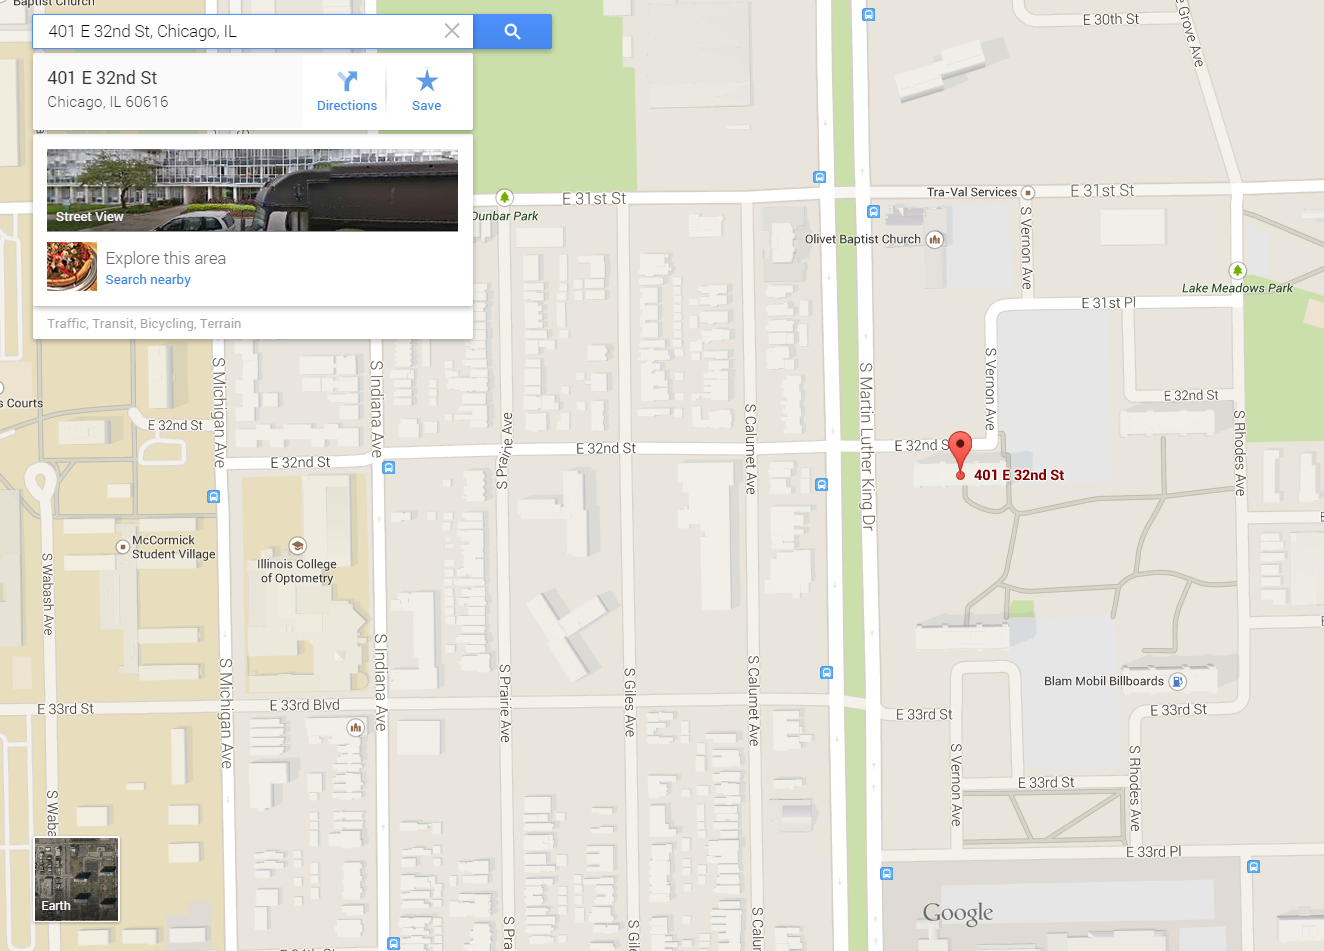 Baptist Church
401 E 32nd St, Chicago, IL
401 E 32nd St
Chicago, IL 60616
Directions
Save
Street View
Explore this area
Search nearby
Traffic, Transit, Bicycling, Terrain
E 30th St
Grove Ave
E 31st St
Dunbar Park
Tra-Val Services
E 31st St
S Vernon Ave
Olivet Baptist Church
Lake Meadows Park
E 31st Pl
S Vernon Ave
S Michigan Ave
S Indiana Ave
S Martin Luther King Dr
s Courts
E 32nd St
S Prairie Ave
S Calumet Ave
E 32nd St
S Rhodes Ave
E 32nd St
E 32nd St
E 32nd S
401 E 32nd St
McCormick
Student Village
Illinois College
of Optometry
S Wabash Ave
S Michigan Ave
S Indiana Ave
S Prairie Ave
S Giles Ave
S Calumet Ave
Blam Mobil Billboards
E 33rd St
E 33rd Blvd
E 33rd St
E 33rd St
S Vernon Ave
S Rhodes Ave
E 33rd St
S Waba
E 33rd Pl
Earth
Google
S Prai
S Giles
S Calum